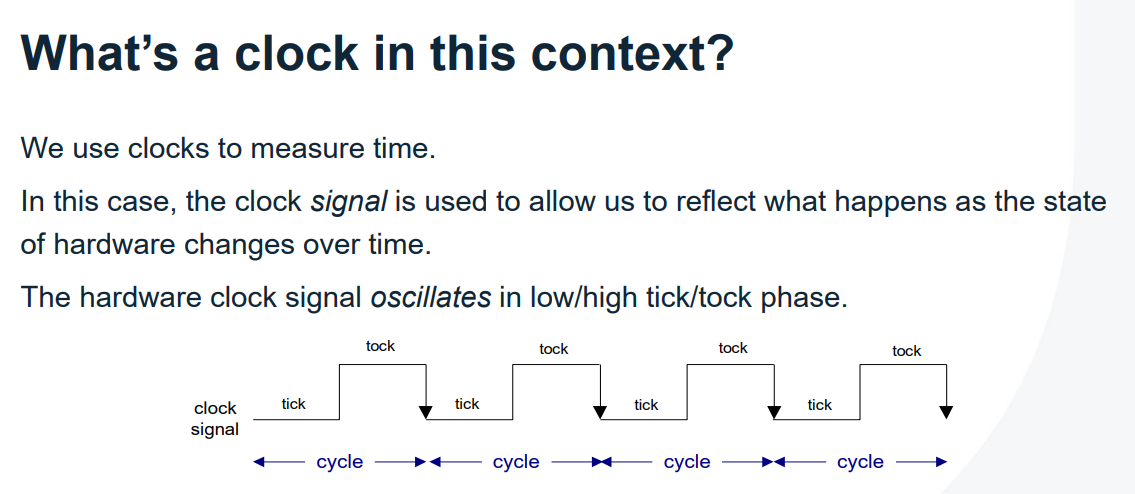 What’s a clock in this context?
We use clocks to measure time.
In this case, the clock signal is used to allow us to reflect what happens as the state
of hardware changes over time.
The hardware clock signal oscillates in low/high tick/tock phase.
tock tock tock tock
clock
signal
tick tick tick tick
cycle cycle cycle cycle